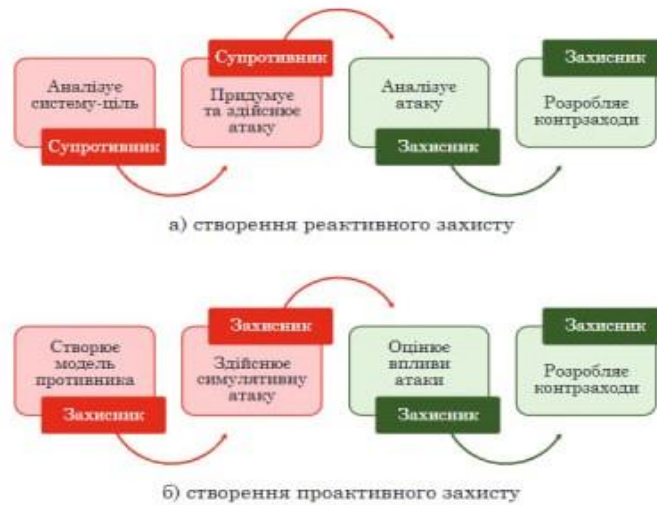 Аналізує
систему-ціль
Супротивник
Супротивник
Придумує
та здійснює
атаку
Аналізує
атаку
Захисник
Захисник
Розробляє
контрзаходи
а) створення реактивного захисту
Створює
модель
противника
Захисник
Захисник
Здійснює
симулятивну
атаку
Оцінює
впливи
атаки
Захисник
Захисник
Розробляє
контрзаходи
б) створення проактивного захисту